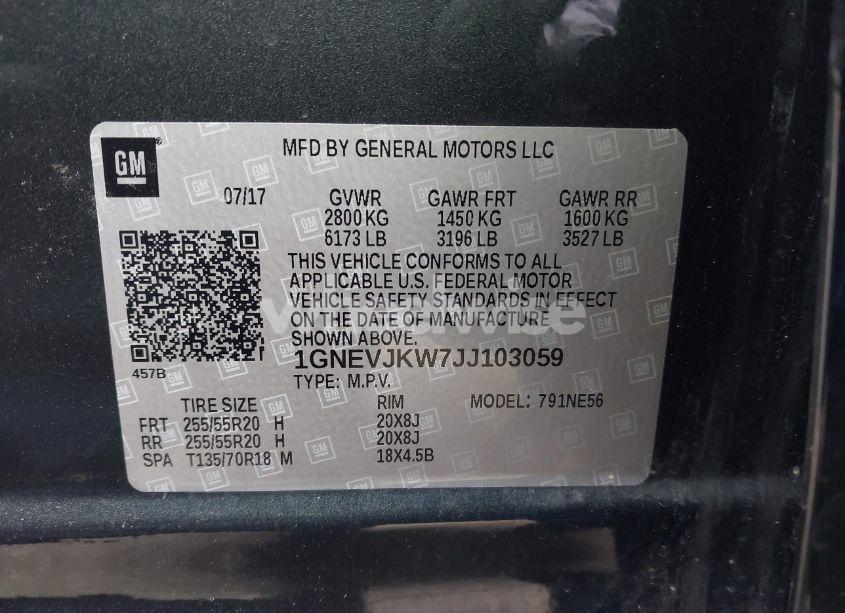 GM
MFD BY GENERAL MOTORS LLC
07/17 GVWR GAWR FRT GAWR RR
2800 KG 1450 KG 1600 KG
6173 LB 3196 LB 3527 LB
THIS VEHICLE CONFORMS TO ALL
APPLICABLE U.S. FEDERAL MOTOR
VEHICLE SAFETY STANDARDS IN EFFECT
ON THE DATE OF MANUFACTURE
SHOWN ABOVE.
1GNEVJKW7JJ103059
457B
TYPE: M.P.V.
TIRE SIZE RIM MODEL: 791NE56
FRT 255/55R20 H 20X8J
RR 255/55R20 H 20X8J
SPA T135/70R18 M 18X4.5B